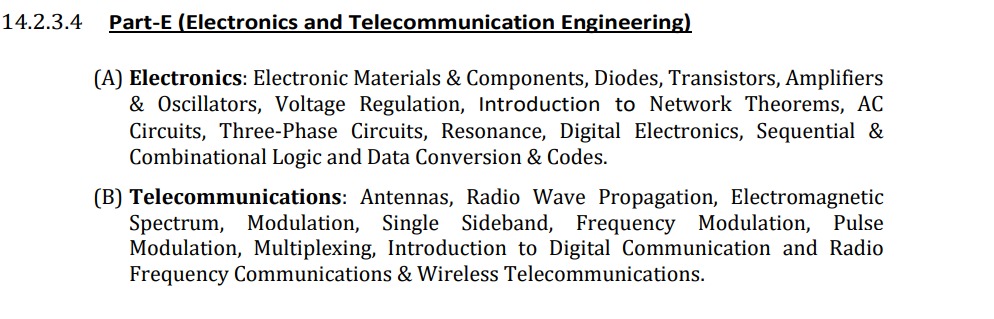 14.2.3.4 Part-E (Electronics and Telecommunication Engineering)
(A) Electronics: Electronic Materials & Components, Diodes, Transistors, Amplifiers
& Oscillators, Voltage Regulation, Introduction to Network Theorems, AC
Circuits, Three-Phase Circuits, Resonance, Digital Electronics, Sequential &
Combinational Logic and Data Conversion & Codes.
(B) Telecommunications: Antennas, Radio Wave Propagation, Electromagnetic
Spectrum, Modulation, Single Sideband, Frequency Modulation, Pulse
Modulation, Multiplexing, Introduction to Digital Communication and Radio
Frequency Communications & Wireless Telecommunications.